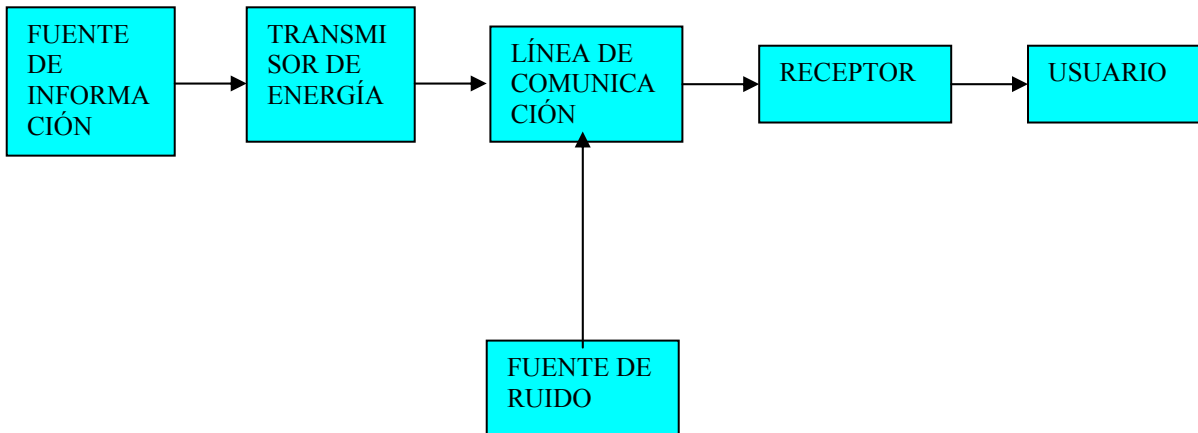 FUENTE
DE
INFORMA
CIÓN
TRANSMI
SOR DE
ENERGÍA
LÍNEA DE
COMUNICA
CIÓN
RECEPTOR
USUARIO
FUENTE DE
RUIDO